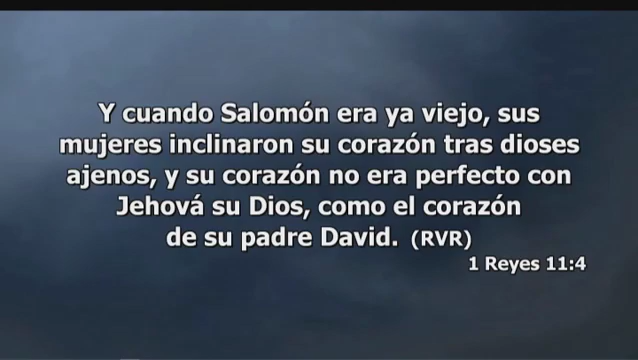 Y cuando Salomón era ya viejo, sus
mujeres inclinaron su corazón tras dioses
ajenos, y su corazón no era perfecto con
Jehová su Dios, como el corazón
de su padre David. (RVR)
1 Reyes 11:4